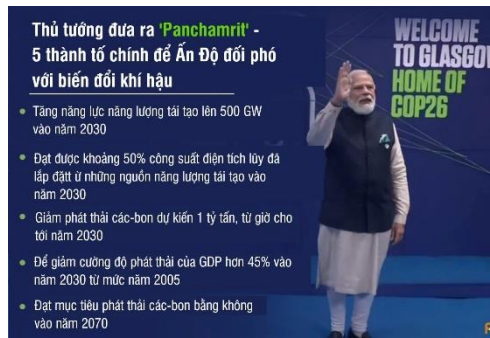 Thủ tướng đưa ra 'Panchamrit' -
5 thành tố chính để Ấn Độ đối phó
với biến đổi khí hậu
Tăng năng lực năng lượng tái tạo lên 500 GW
vào năm 2030
Đạt được khoảng 50% công suất điện tích lũy đã
lắp đặtt ừ những nguồn năng lượng tái tạo vào
năm 2030
Giảm phát thải các-bon dự kiến 1 tỷ tấn, từ giờ cho
tới năm 2030
Để giảm cường độ phát thải của GDP hơn 45% vào
năm 2030 từ mức năm 2005
Đạt mục tiêu phát thải các-bon bằng không
vào năm 2070
WELCOME
TO GLASGOW
HOME OF
COP26